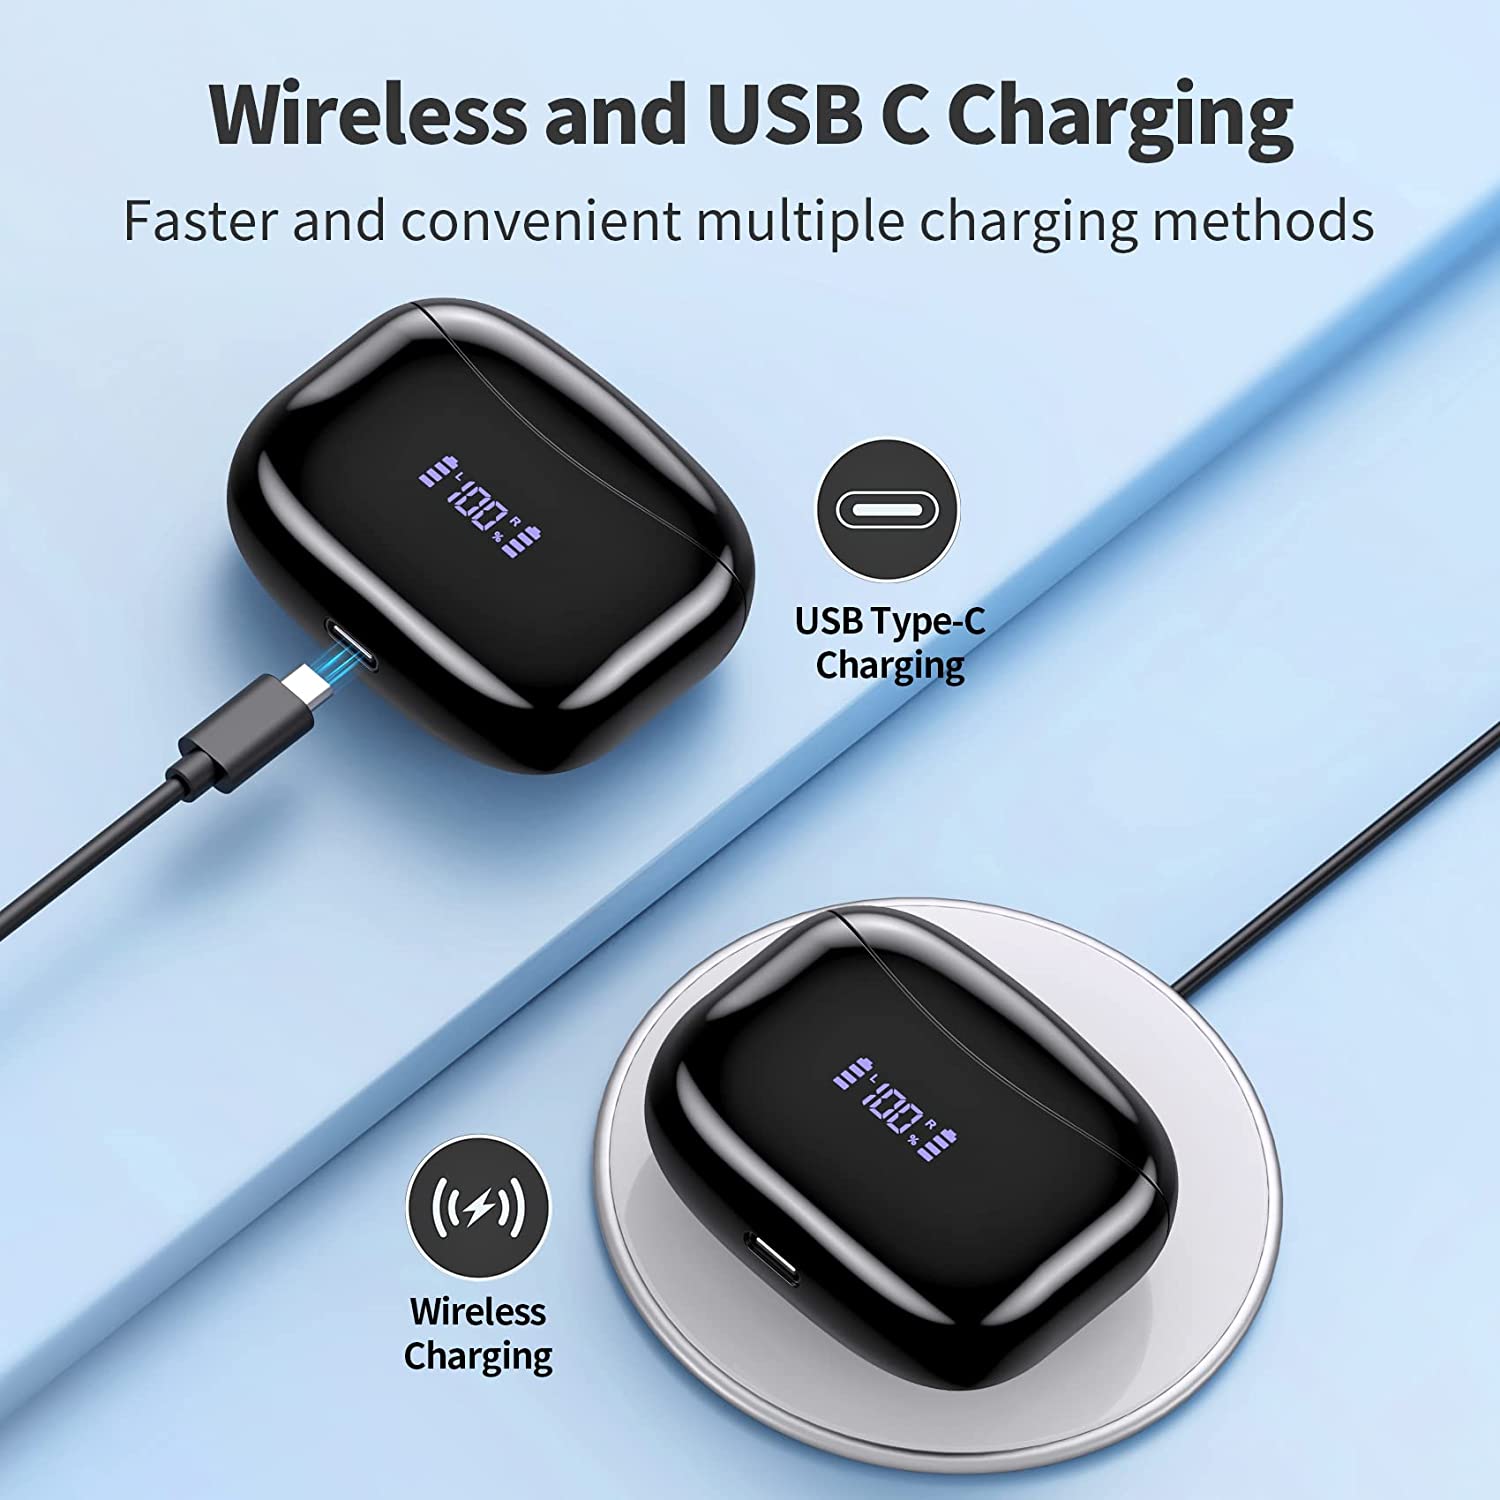 Wireless and USB C Charging
Faster and convenient multiple charging methods
L 100% R
USB Type-C
Charging
L 100% R
Wireless
Charging